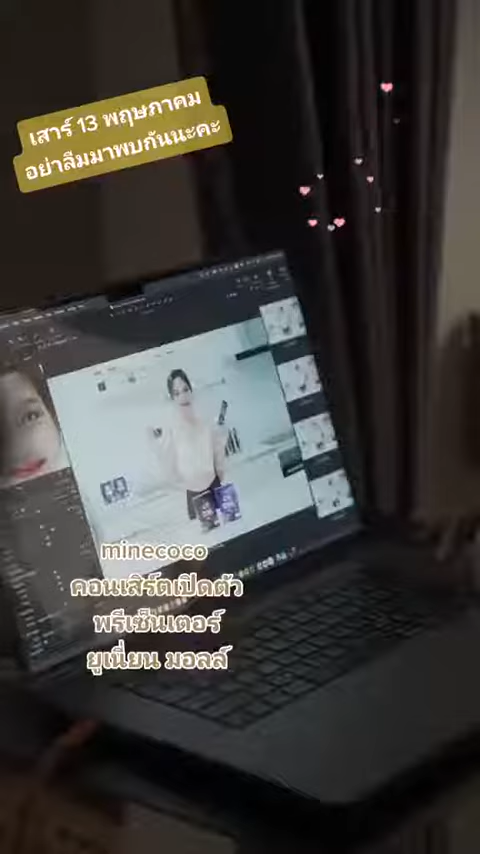 เสาร์ 13 พฤษภาคม
อย่าลืมมาพบกันนะคะ
minecoco
คอนเสิร์ตเปิดตัว
พรีเซ็นเตอร์
ยูเนี่ยน มอลล์